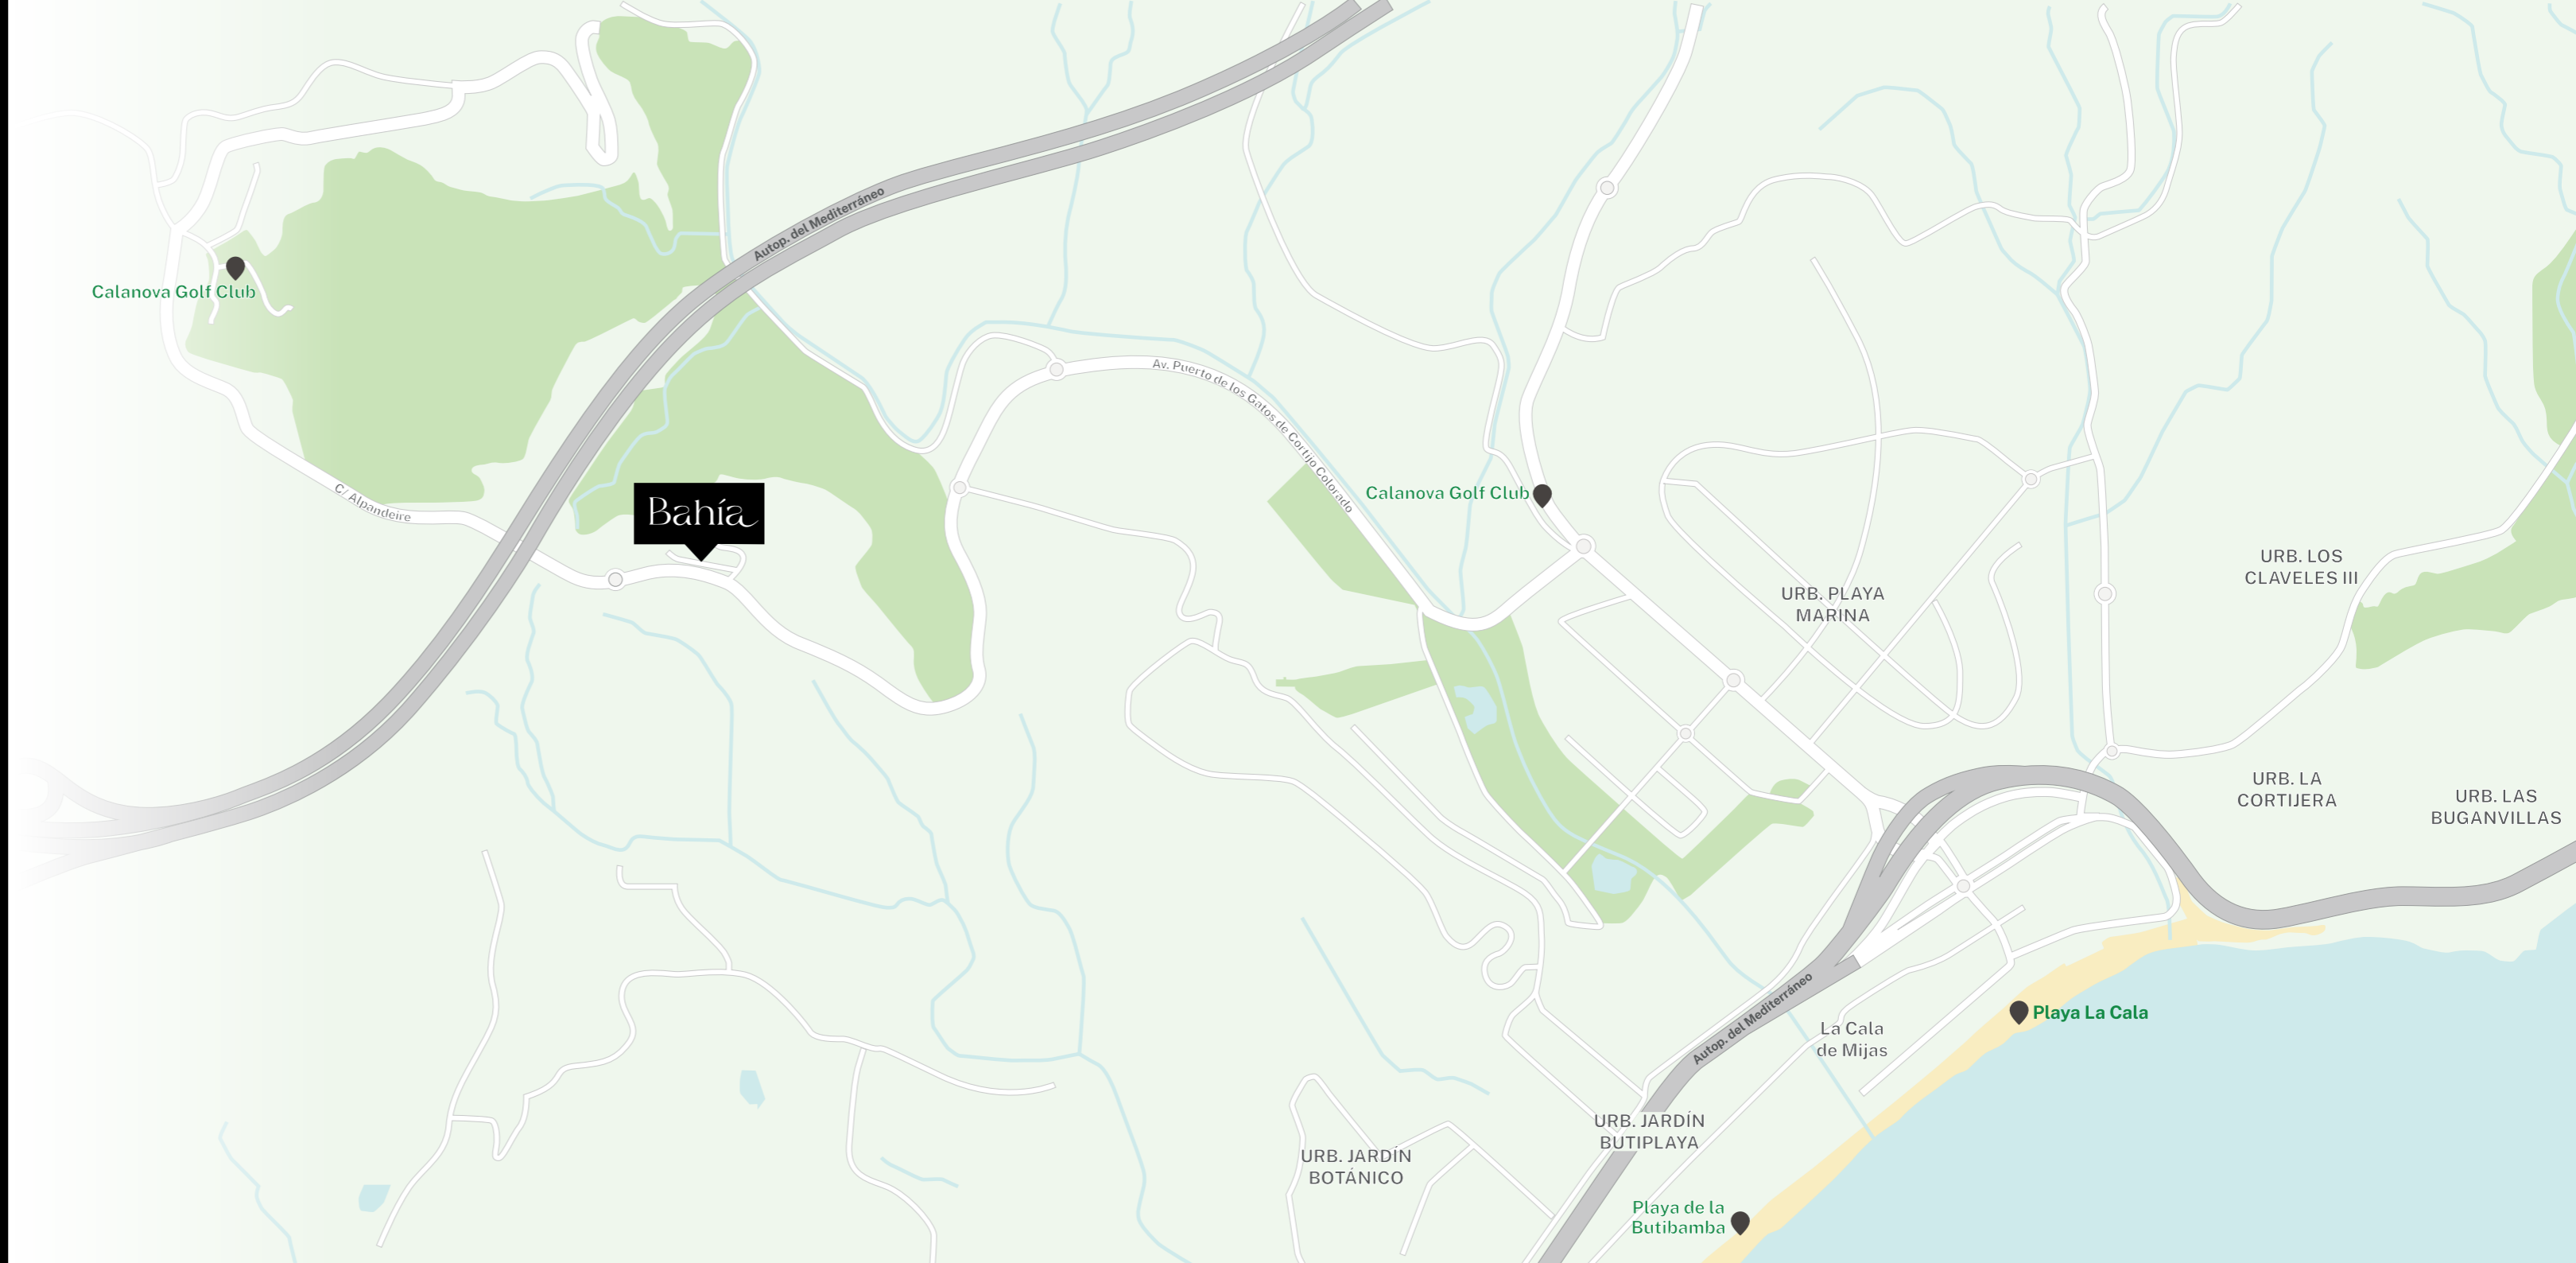 Autop. del Mediterráneo
Calanova Golf Club
Av. Puerto de los Gatos de Cortijo Colorado
C/ Alpandeire
Bahía
Calanova Golf Club
URB. LOS
CLAVELES III
URB. PLAYA
MARINA
URB. LA
CORTIJERA
URB. LAS
BUGANVILLAS
Autop. del Mediterráneo
Playa La Cala
La Cala
de Mijas
URB. JARDÍN
BUTIPLAYA
URB. JARDÍN
BOTÁNICO
Playa de la
Butibamba